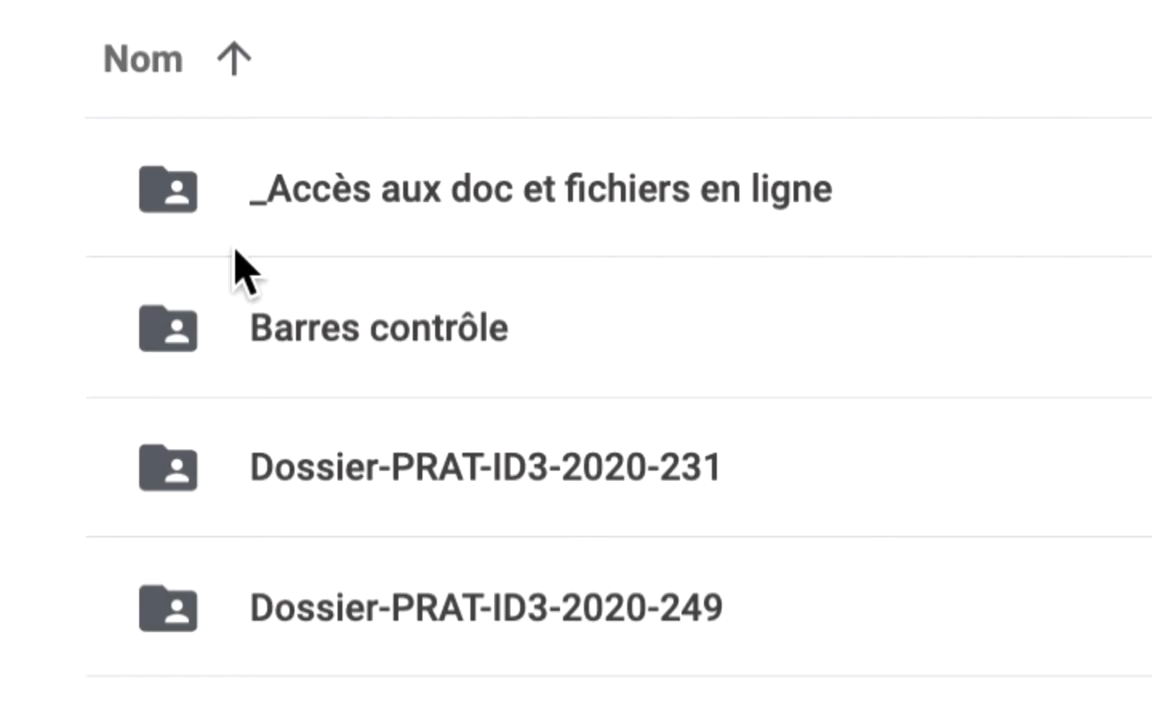 Nom
_Accès aux doc et fichiers en ligne
Barres contrôle
Dossier-PRAT-ID3-2020-231
Dossier-PRAT-ID3-2020-249